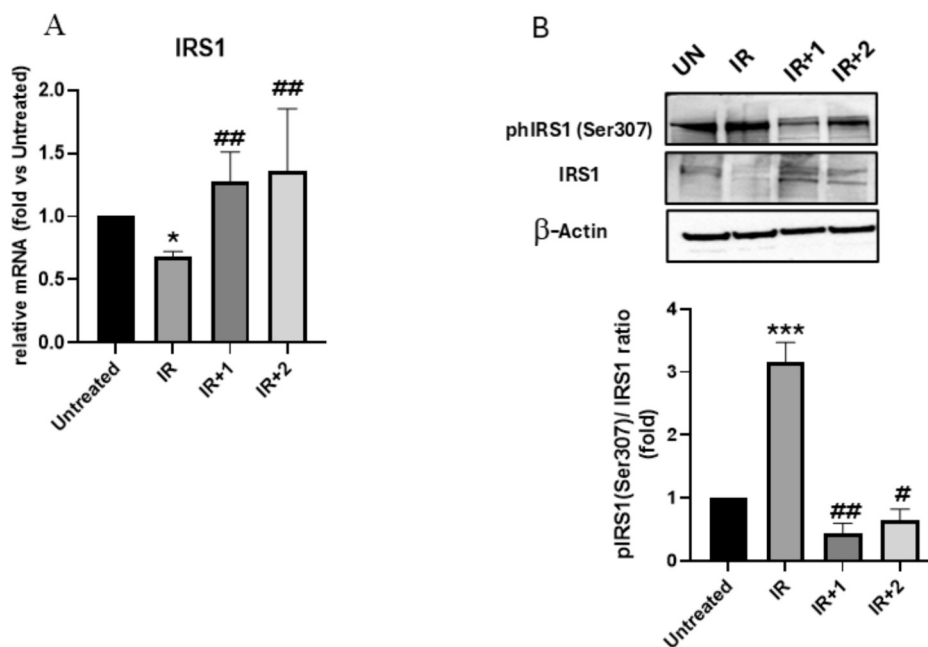 A
IRS1
relative mRNA (fold vs Untreated)
2.0
1.5
1.0
0.5
0.0
*
##
##
Untreated
IR
IR+1
IR+2
B
UN IR IR+1 IR+2
phIRS1 (Ser307)
IRS1
β-Actin
pIRS1(Ser307)/ IRS1 ratio
(fold)
4
3
2
1
0
***
##
#
Untreated
IR
IR+1
IR+2